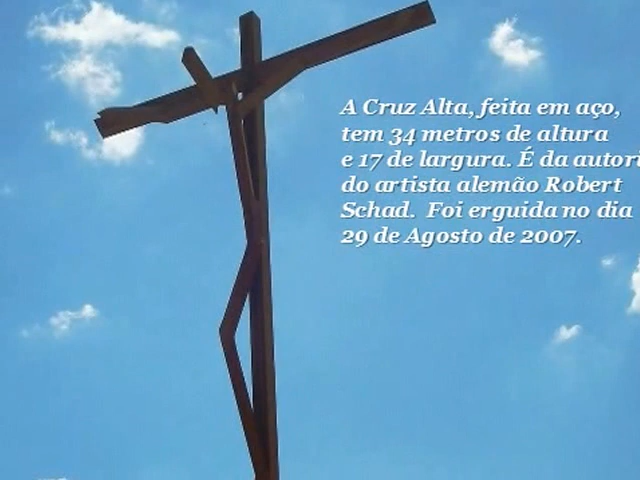 A Cruz Alta, feita em aço,
tem 34 metros de altura
e 17 de largura. É da autori
do artista alemão Robert
Schad. Foi erguida no dia
29 de Agosto de 2007.